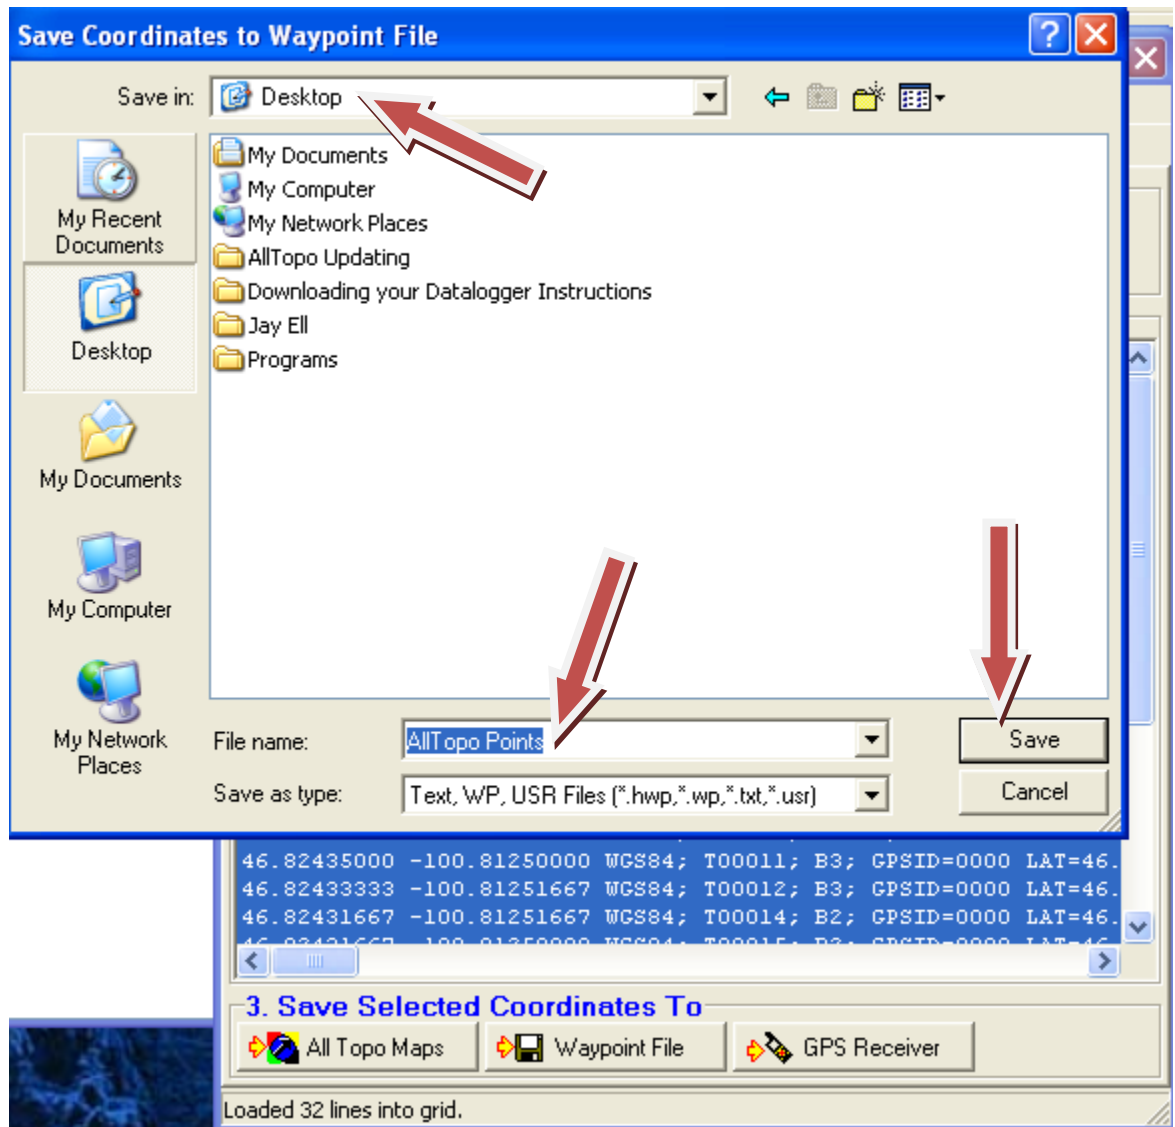 Save Coordinates to Waypoint File
Save in:
Desktop
My Recent
Documents
Desktop
My Documents
My Computer
My Network
Places
My Documents
My Computer
My Network Places
AllTopo Updating
Downloading your Datalogger Instructions
Jay Ell
Programs
File name:
AllTopo Points
Save
Save as type:
Text, WP, USR Files (*.hwp,*.wp,*.txt,*.usr)
Cancel
46.82435000 -100.81250000 WGS84; T00011; B3; GPSID=0000 LAT=46.
46.82433333 -100.81251667 WGS84; T00012; B3; GPSID=0000 LAT=46.
46.82431667 -100.81251667 WGS84; T00014; B2; GPSID=0000 LAT=46.
3. Save Selected Coordinates To
All Topo Maps
Waypoint File
GPS Receiver
Loaded 32 lines into grid.